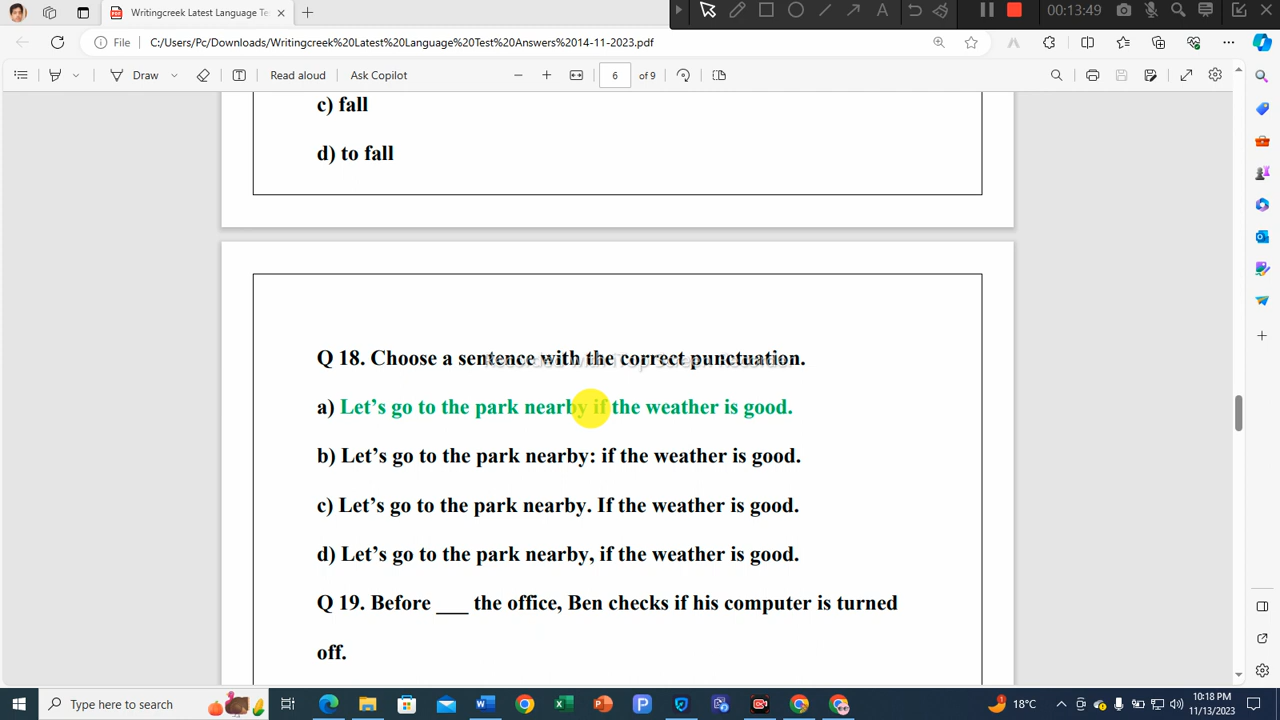 Writingcreek Latest Language Te
00:13:49
File
C:/Users/Pc/Downloads/Writingcreek%20Latest%20Language%20Test%20Answers%2014-11-2023.pdf
Draw
Read aloud
Ask Copilot
6
of 9
c) fall
d) to fall
Q 18. Choose a sentence with the correct punctuation.
a) Let’s go to the park nearby if the weather is good.
b) Let’s go to the park nearby: if the weather is good.
c) Let’s go to the park nearby. If the weather is good.
d) Let’s go to the park nearby, if the weather is good.
Q 19. Before ___ the office, Ben checks if his computer is turned
off.
Type here to search
18°C
10:18 PM
11/13/2023